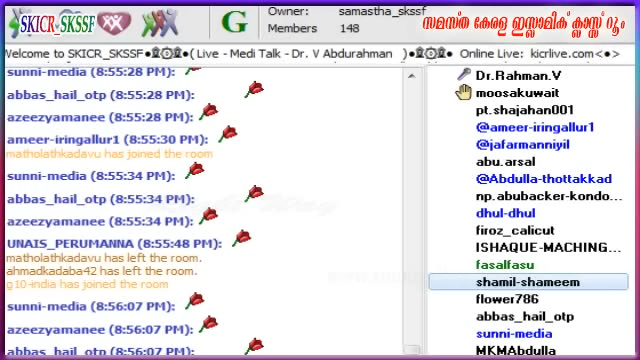 SKICR_SKSSF
G
Owner: samastha_skssf
Members 148
സമസ്ത കേരള ഇസ്ലാമിക് ക്ലാസ്സ് റൂം
Welcome to SKICR_SKSSF ( Live - Medi Talk - Dr. V Abdurahman ) Online Live: kicrlive.com<●>
sunni-media (8:55:28 PM):
abbas_hail_otp (8:55:28 PM):
azeezyamanee (8:55:28 PM):
ameer-iringallur1 (8:55:30 PM):
matholathkadavu has joined the room
sunni-media (8:55:34 PM):
abbas_hail_otp (8:55:34 PM):
azeezyamanee (8:55:34 PM):
UNAIS_PERUMANNA (8:55:48 PM):
matholathkadavu has left the room.
ahmadkadaba42 has left the room.
g10-india has joined the room
sunni-media (8:56:07 PM):
azeezyamanee (8:56:07 PM):
abbas_hail_otp (8:56:07 PM):
Dr.Rahman.V
moosakuwait
pt.shajahan001
@ameer-iringallur1
@jafarmanniyil
abu.arsal
@Abdulla-thottakkad
np.abubacker-kondo...
dhul-dhul
firoz_calicut
ISHAQUE-MACHING...
fasalfasu
shamil-shameem
flower786
abbas_hail_otp
sunni-media
MKMAbdulla